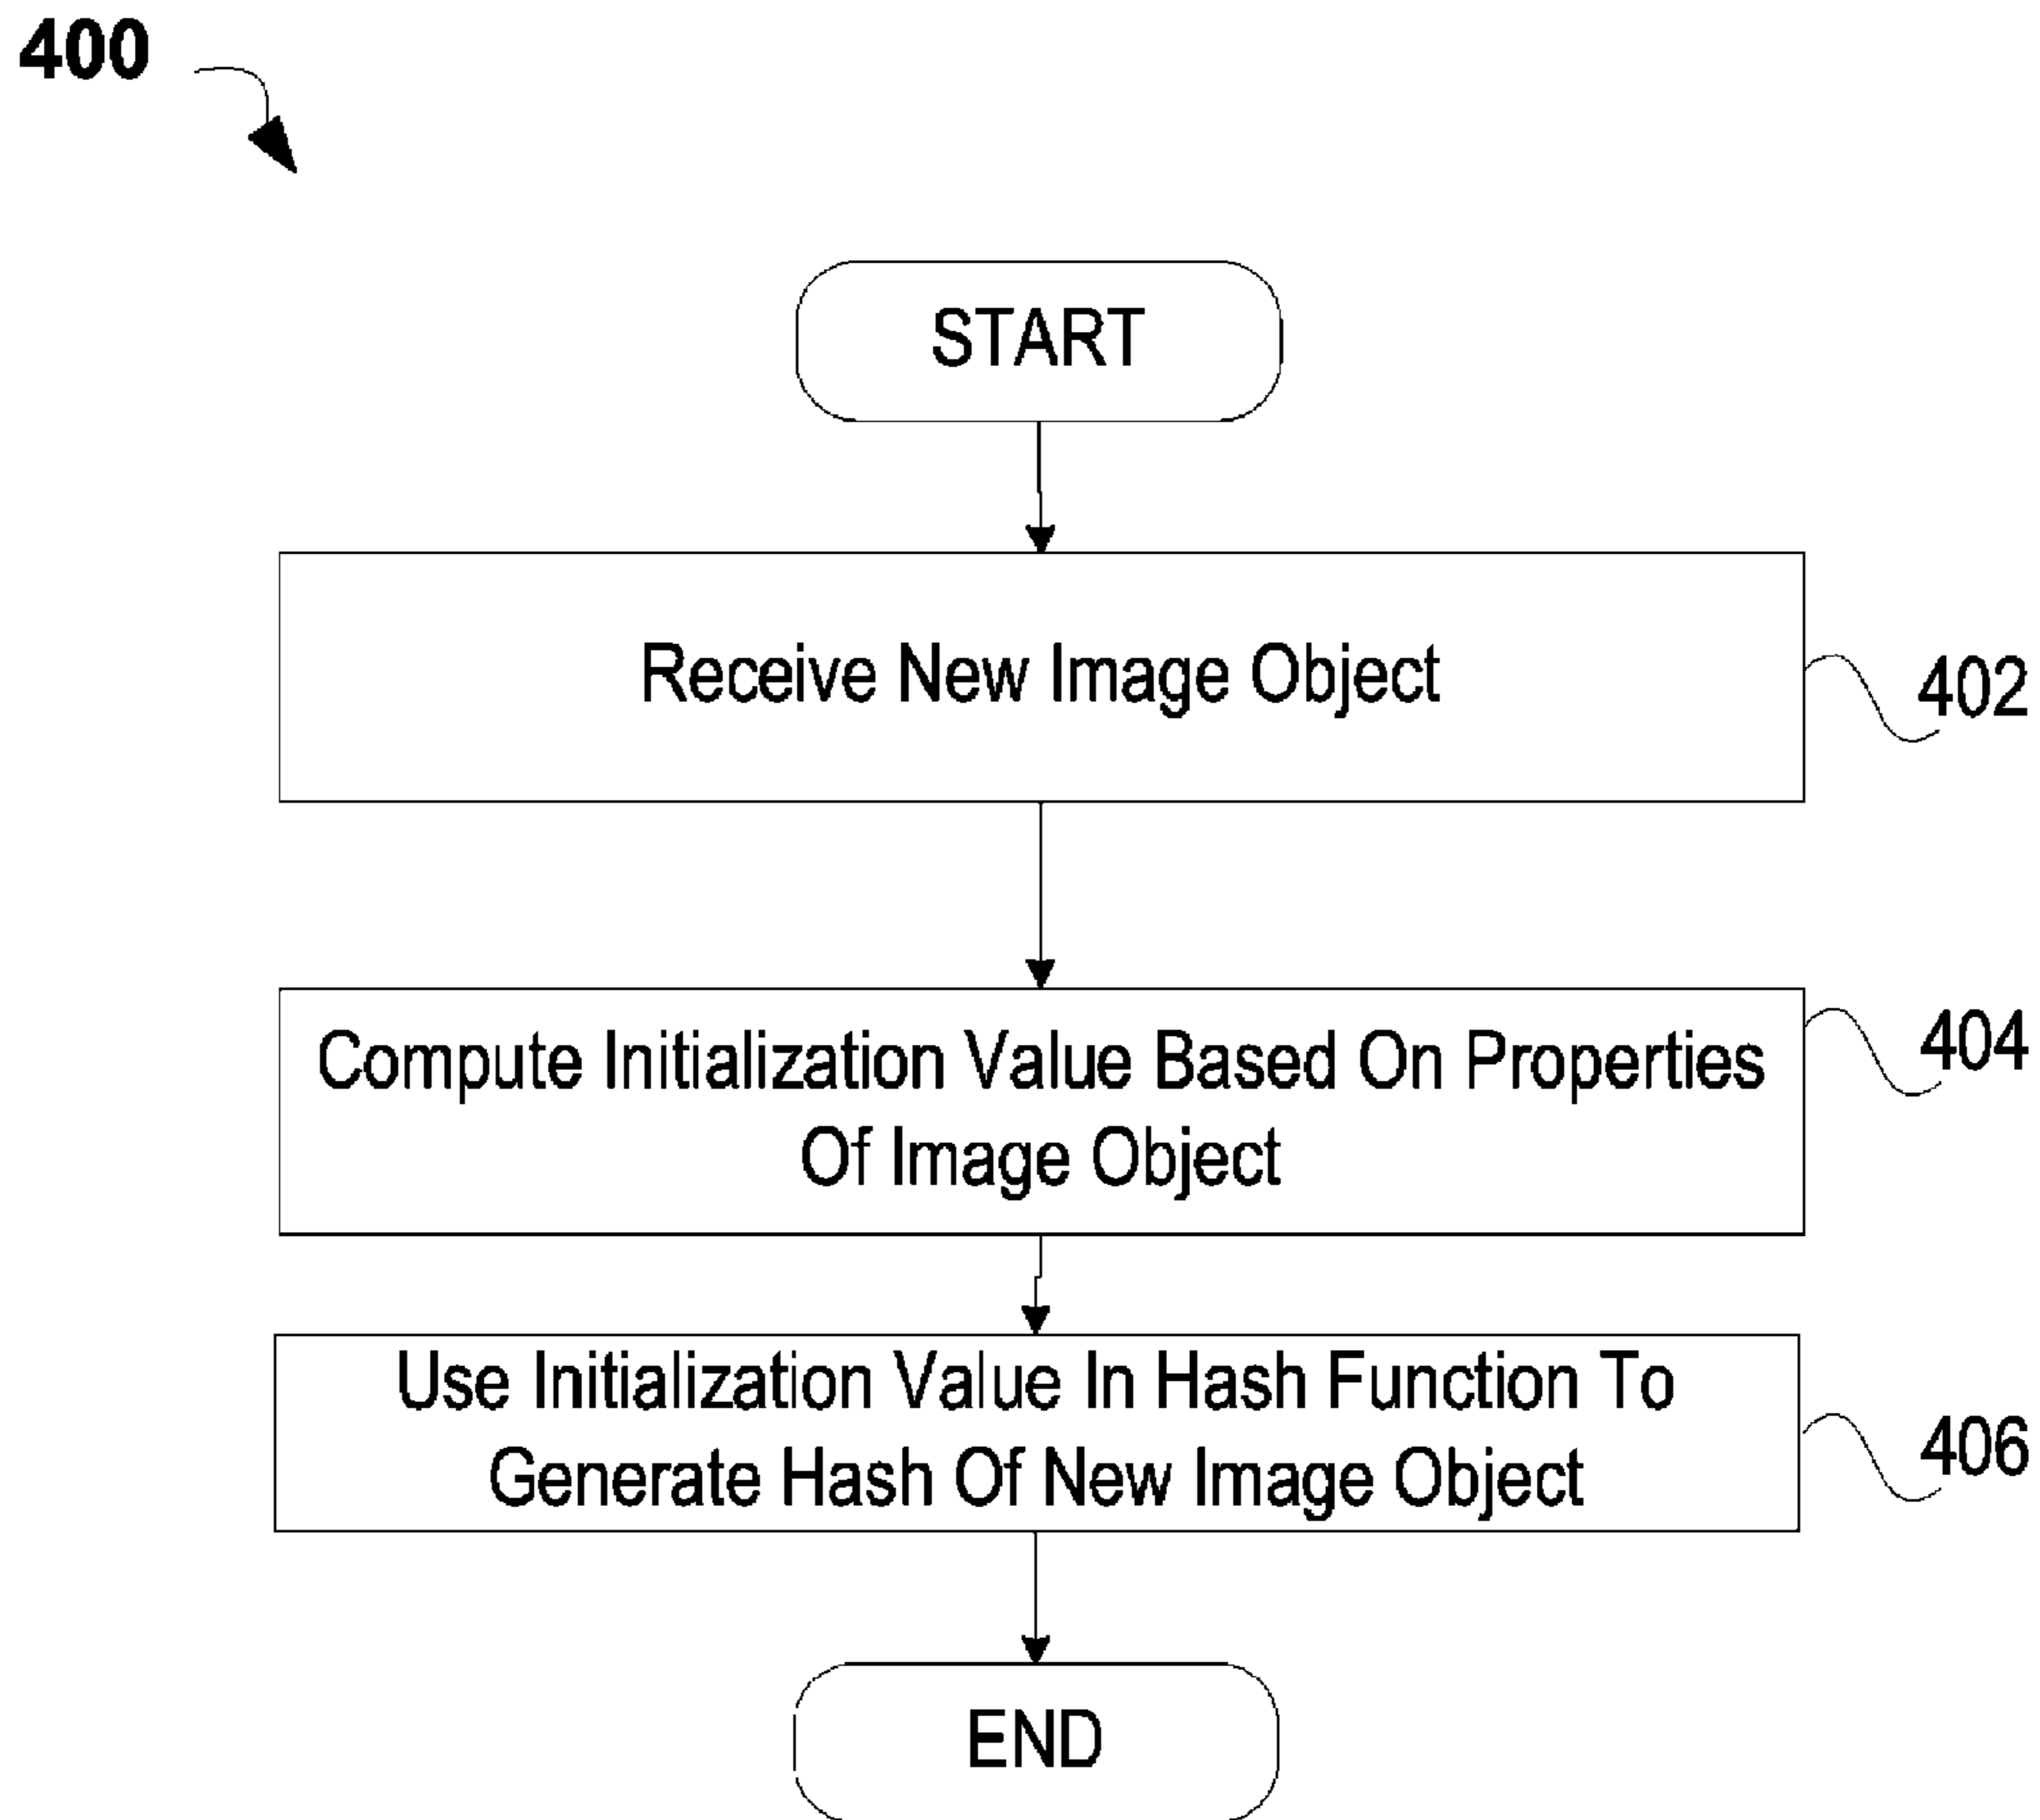 400
START
Receive New Image Object
402
Compute Initialization Value Based On Properties
Of Image Object
404
Use Initialization Value In Hash Function To
Generate Hash Of New Image Object
406
END